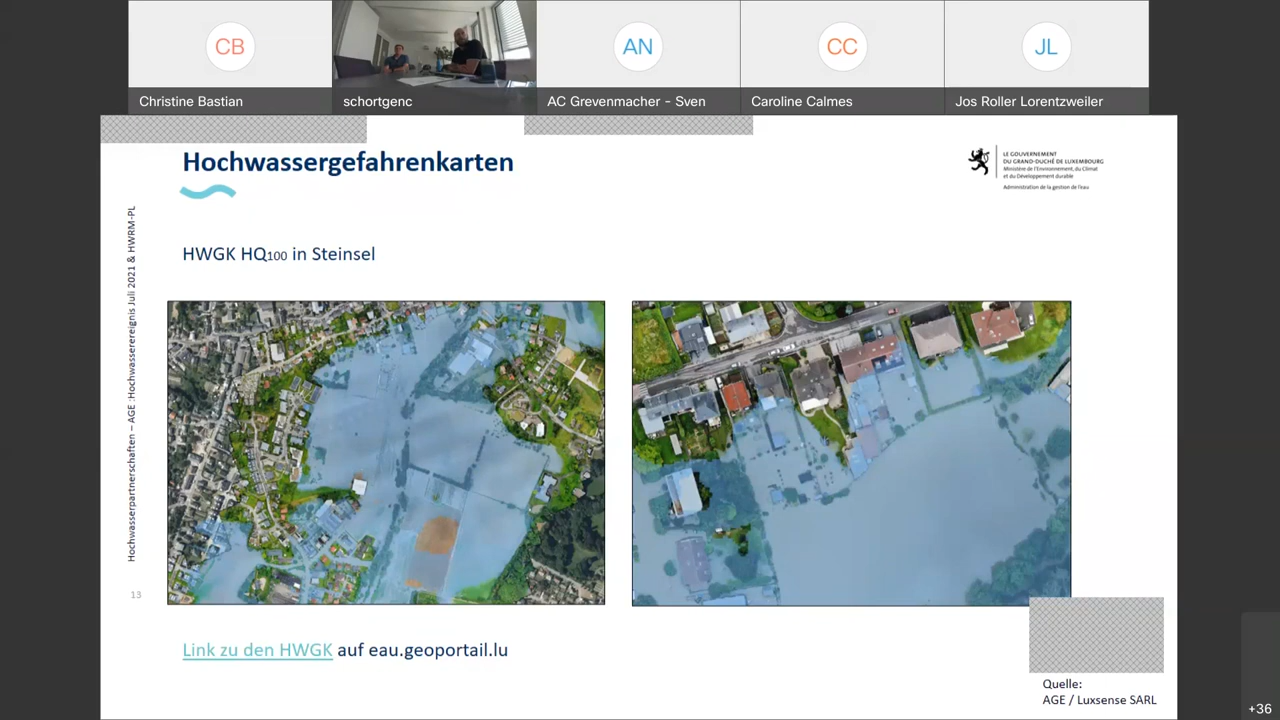 CB
AN
CC
JL
Christine Bastian
schortgenc
AC Grevenmacher - Sven
Caroline Calmes
Jos Roller Lorentzweiler
Hochwassergefahrenkarten
LE GOUVERNEMENT
DU GRAND-DUCHÉ DE LUXEMBOURG
Ministère de l'Environnement, du Climat
et du Développement durable
Administration de la gestion de l'eau
Hochwasserpartnerschaften – AGE :Hochwasserereignis Juli 2021 & HWRM-PL
HWGK HQ100 in Steinsel
13
Link zu den HWGK auf eau.geoportail.lu
Quelle:
AGE / Luxsense SARL
+36